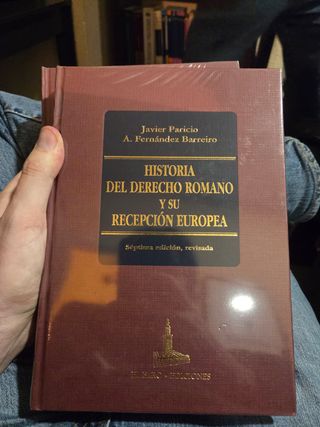 Javier Paricio
A. Fernández Barreiro
HISTORIA
DEL DERECHO ROMANO
Y SU
RECEPCIÓN EUROPEA
Séptima edición, revisada
EL FARO - EDICIONES